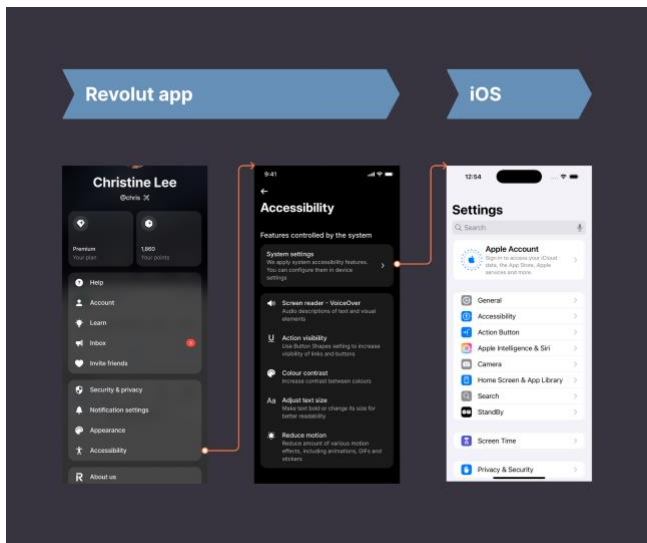 Revolut app
iOS
Christine Lee
@chris
Premium
Your plan
1,860
Your points
Help
Account
Learn
Inbox
Invite friends
Security & privacy
Notification settings
Appearance
Accessibility
About us
9:41
Accessibility
Features controlled by the system
System settings
We apply system accessibility features.
You can configure them in device
settings
Screen reader - VoiceOver
Audio descriptions of text and visual
elements
Action visibility
Use Button Shapes setting to increase
visibility of links and buttons
Colour contrast
Increase contrast between colours
Aa Adjust text size
Make text bold or change its size for
better readability
Reduce motion
Reduce amount of various motion
effects, including animations, GIFs and
stickers
12:54
Settings
Search
Apple Account
Sign in to access your iCloud
data, the App Store, Apple
services and more.
General
Accessibility
Action Button
Apple Intelligence & Siri
Camera
Home Screen & App Library
Search
StandBy
Screen Time
Privacy & Security